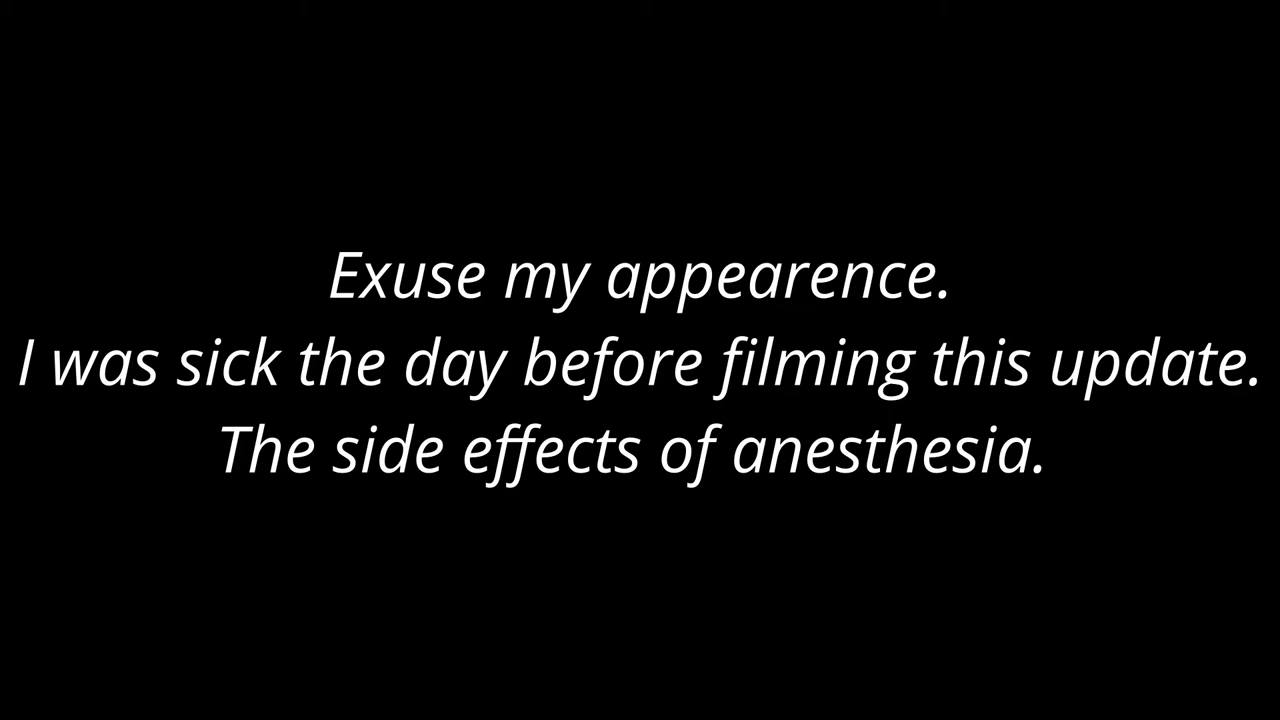 Exuse my appearence.
I was sick the day before filming this update.
The side effects of anesthesia.